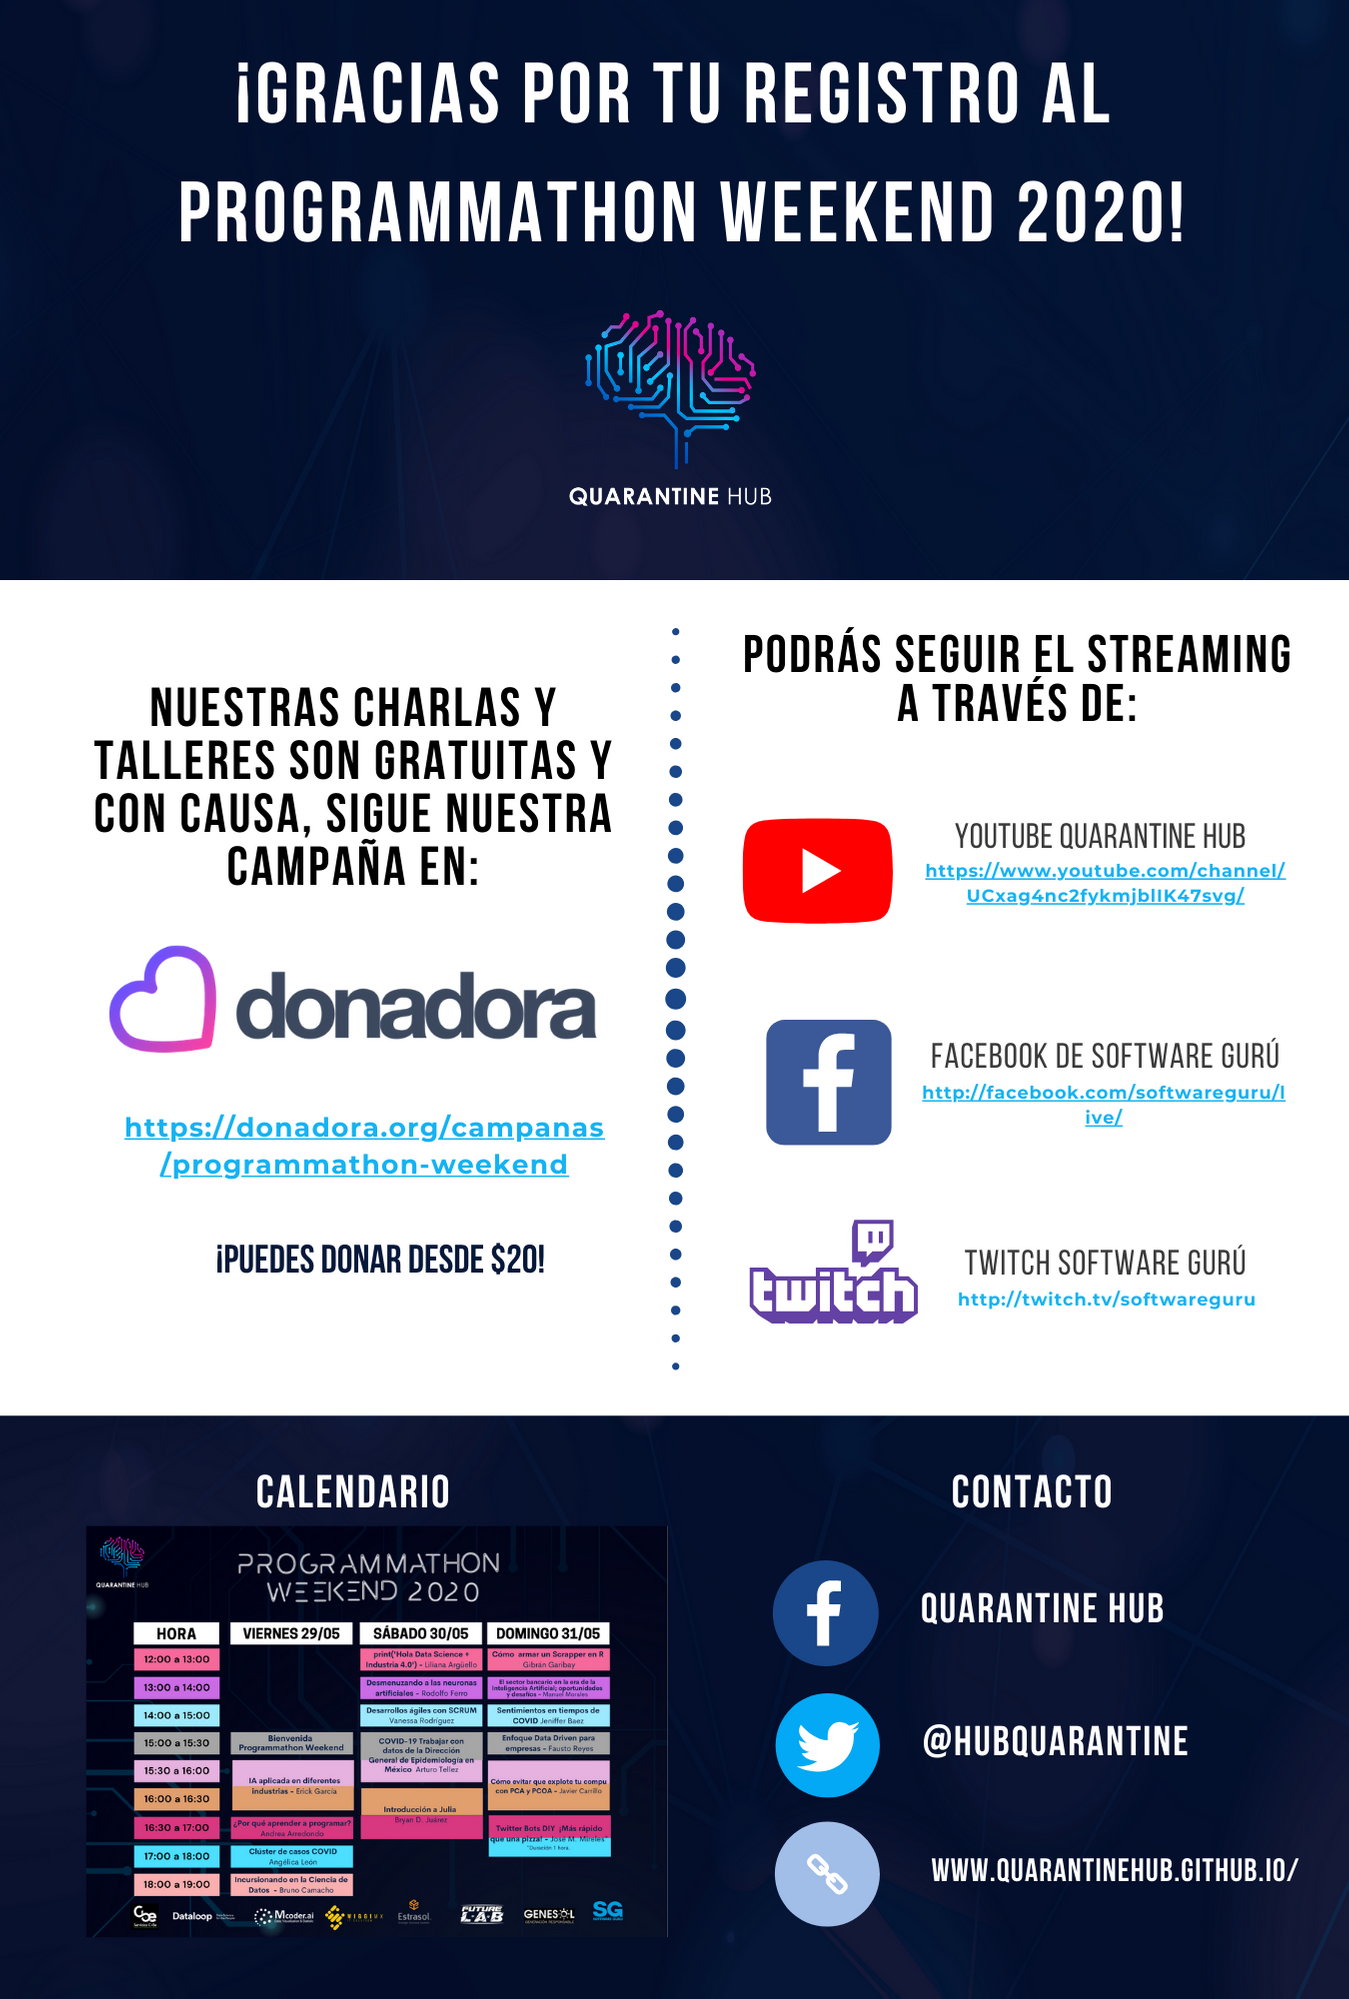 ¡GRACIAS POR TU REGISTRO AL
PROGRAMMATHON WEEKEND 2020!
QUARANTINE HUB
NUESTRAS CHARLAS Y
TALLERES SON GRATUITAS Y
CON CAUSA, SIGUE NUESTRA
CAMPAÑA EN:
donadora
https://donadora.org/campanas
/programmathon-weekend
¡PUEDES DONAR DESDE $20!
PODRÁS SEGUIR EL STREAMING
A TRAVÉS DE:
YOUTUBE QUARANTINE HUB
https://www.youtube.com/channel/
UCxag4nc2fykmjblIK47svg/
FACEBOOK DE SOFTWARE GURÚ
http://facebook.com/softwareguru/l
ive/
twitch
TWITCH SOFTWARE GURÚ
http://twitch.tv/softwareguru
CALENDARIO
QUARANTINE HUB
PROGRAMMATHON
WEEKEND 2020
HORA VIERNES 29/05 SÁBADO 30/05 DOMINGO 31/05
12:00 a 13:00
print('Hola Data Science +
Industria 4.0') - Liliana Argüello
Cómo armar un Scrapper en R
Gibrán Garibay
13:00 a 14:00
Desmenuzando a las neuronas
artificiales - Rodolfo Ferro
El sector bancario en la era de la
Inteligencia Artificial; oportunidades
y desafíos - Manuel Morales
14:00 a 15:00
Desarrollos ágiles con SCRUM
Vanessa Rodríguez
Sentimientos en tiempos de
COVID Jeniffer Baez
15:00 a 15:30
Bienvenida
Programmathon Weekend
COVID-19 Trabajar con
datos de la Dirección
General de Epidemiología en
México Arturo Tellez
Enfoque Data Driven para
empresas - Fausto Reyes
15:30 a 16:00
IA aplicada en diferentes
industrias - Erick García
Cómo evitar que explote tu compu
con PCA y PCOA - Javier Carrillo
16:00 a 16:30
Introducción a Julia
Bryan D. Juárez
16:30 a 17:00
¿Por qué aprender a programar?
Andrea Arredondo
Twitter Bots DIY ¡Más rápido
que una pizza! - José M. Mireles*
*Duración 1 hora.
17:00 a 18:00
Clúster de casos COVID
Angélica León
18:00 a 19:00
Incursionando en la Ciencia de
Datos - Bruno Camacho
Dataloop
Mcoder.ai
Estrasol
FUTURE
LAB
GENESOL
SG
CONTACTO
QUARANTINE HUB
@HUBQUARANTINE
WWW.QUARANTINEHUB.GITHUB.IO/